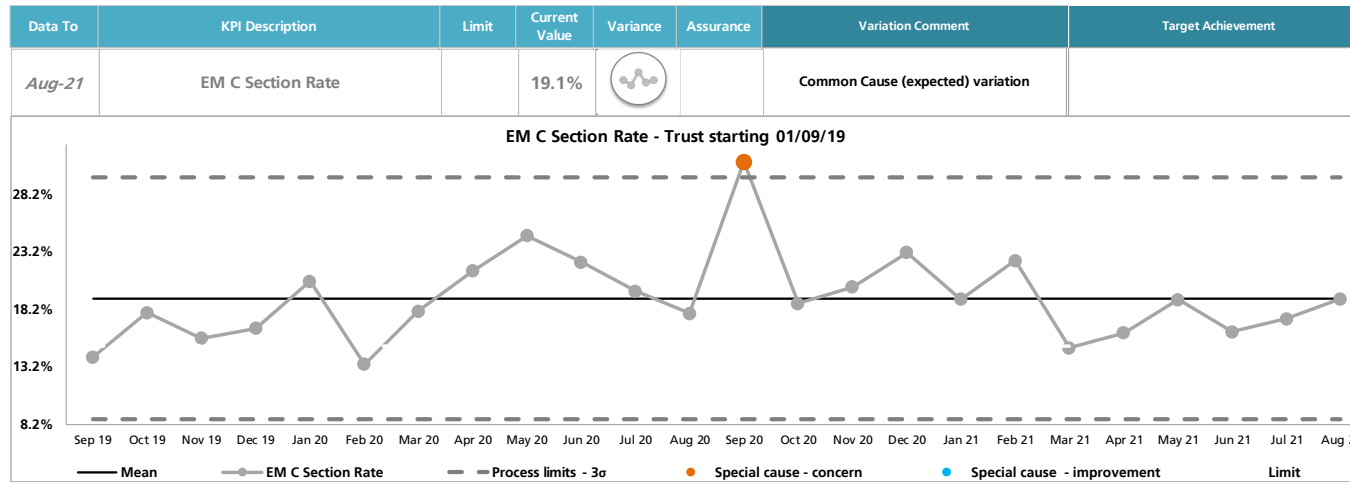 Data To KPI Description Limit Current Value Variance Assurance Variation Comment Target Achievement
Aug-21 EM C Section Rate 19.1% Common Cause (expected) variation
EM C Section Rate - Trust starting 01/09/19
28.2%
23.2%
18.2%
13.2%
8.2%
Sep 19 Oct 19 Nov 19 Dec 19 Jan 20 Feb 20 Mar 20 Apr 20 May 20 Jun 20 Jul 20 Aug 20 Sep 20 Oct 20 Nov 20 Dec 20 Jan 21 Feb 21 Mar 21 Apr 21 May 21 Jun 21 Jul 21 Aug
Mean EM C Section Rate Process limits - 3σ Special cause - concern Special cause - improvement Limit